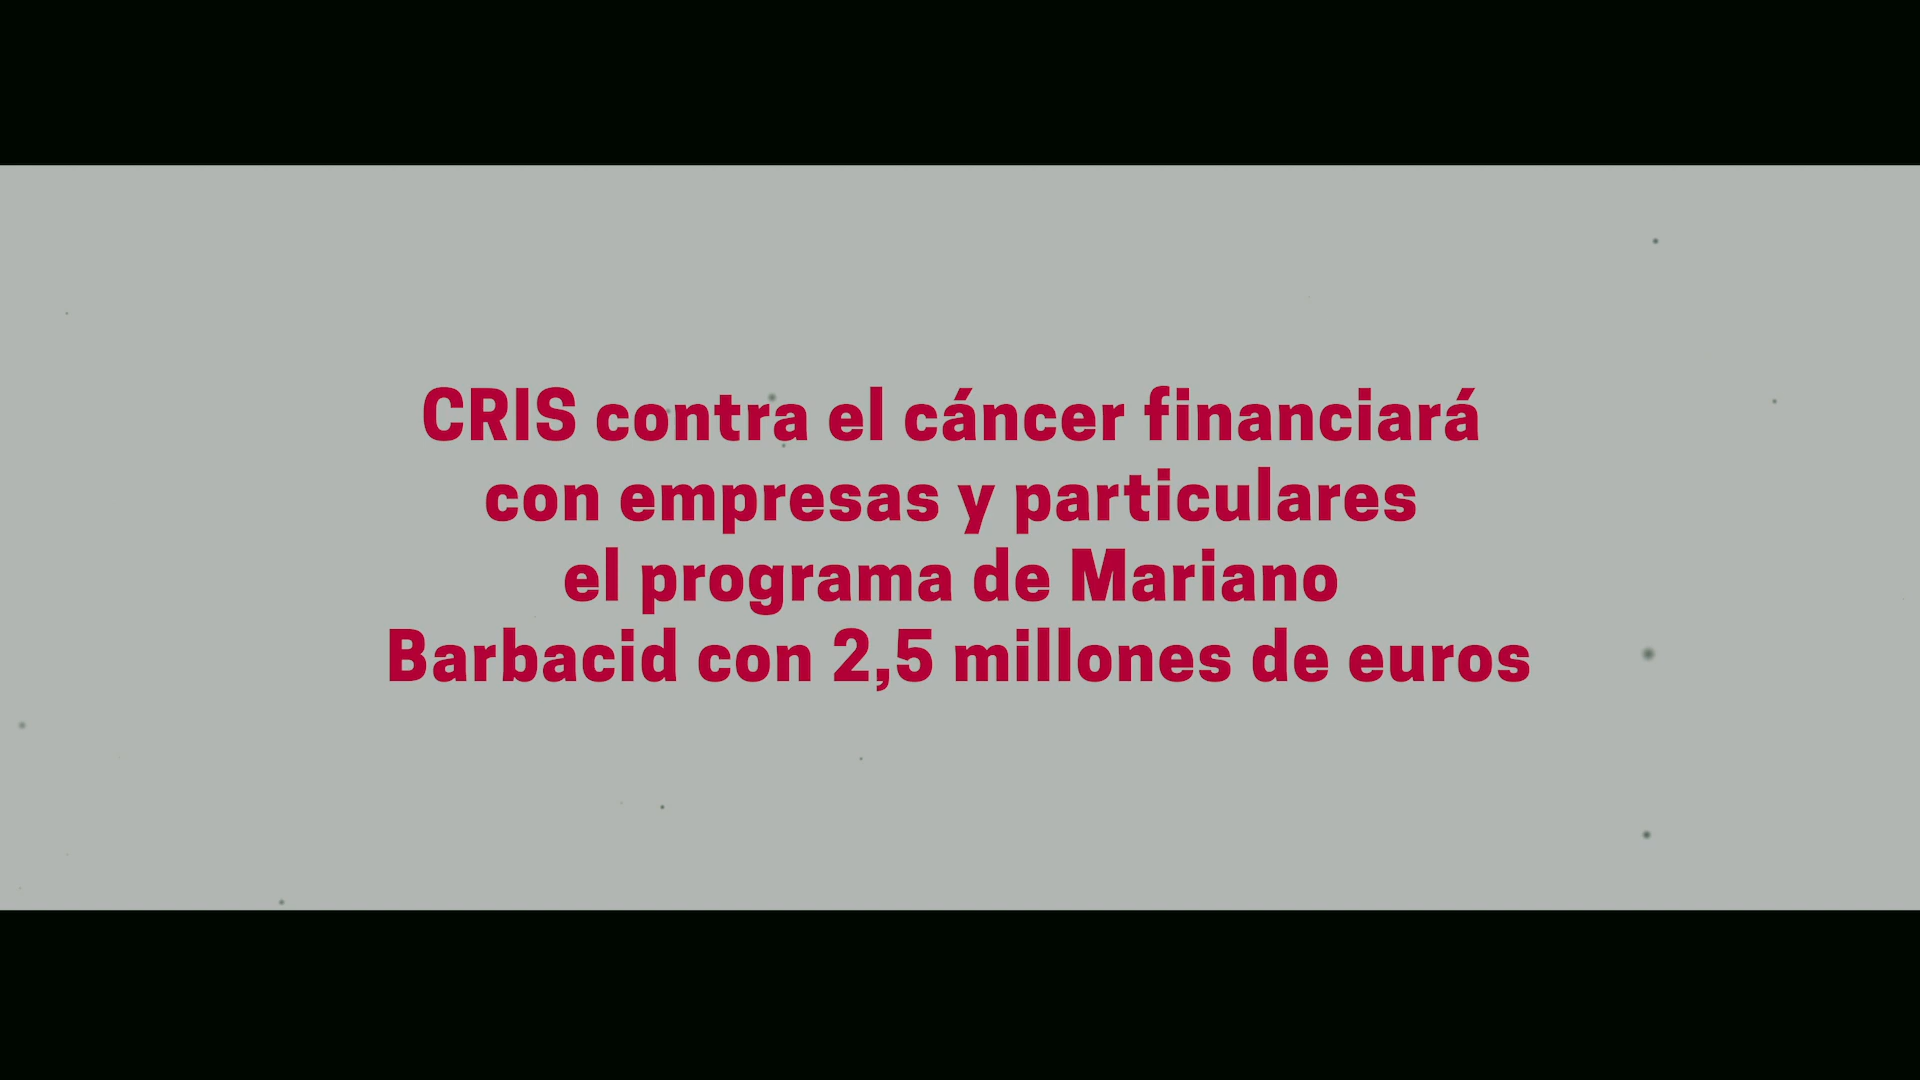 CRIS contra el cáncer financiará
con empresas y particulares
el programa de Mariano
Barbacid con 2,5 millones de euros